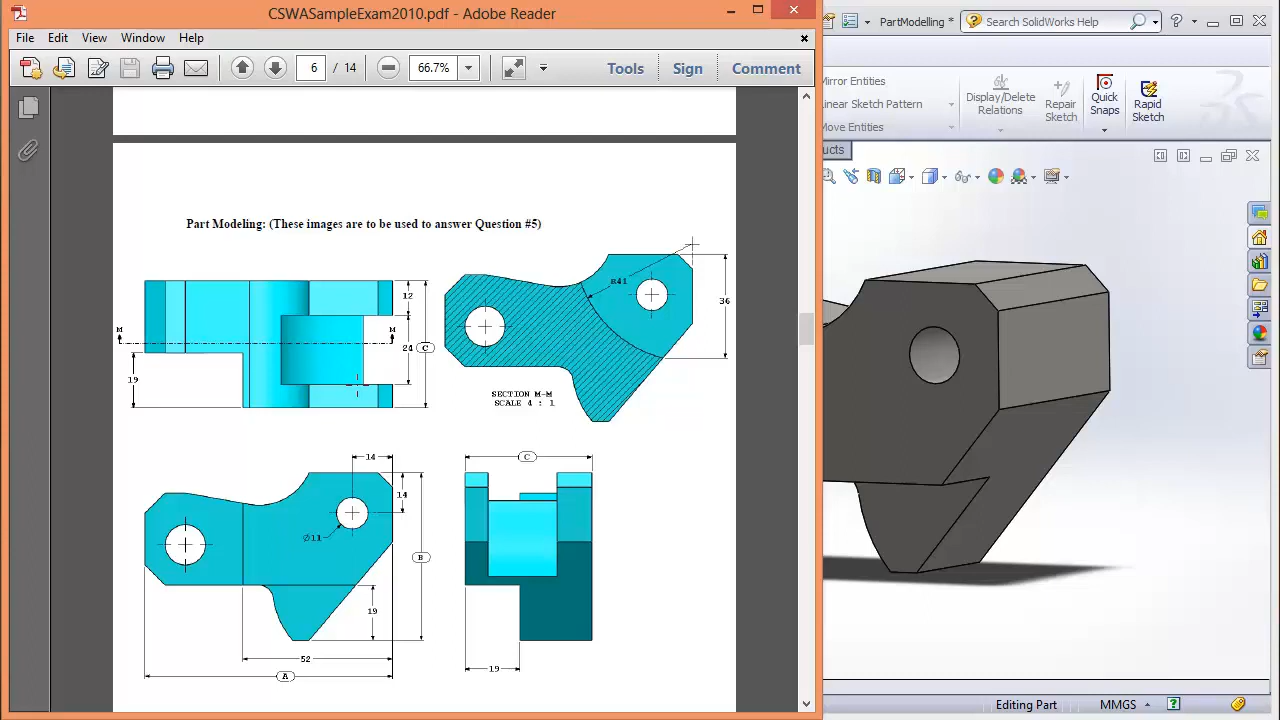 CSWASampleExam2010.pdf - Adobe Reader
File Edit View Window Help
6 / 14
66.7%
Tools Sign Comment
Part Modeling: (These images are to be used to answer Question #5)
12
M M
24 C
19
R41
36
SECTION M-M
SCALE 4 : 1
14
14
Ø11
B
19
52
A
C
19
PartModelling *
Search SolidWorks Help
Mirror Entities
Linear Sketch Pattern
Move Entities
Display/Delete
Relations
Repair
Sketch
Quick
Snaps
Rapid
Sketch
ucts
Editing Part
MMGS